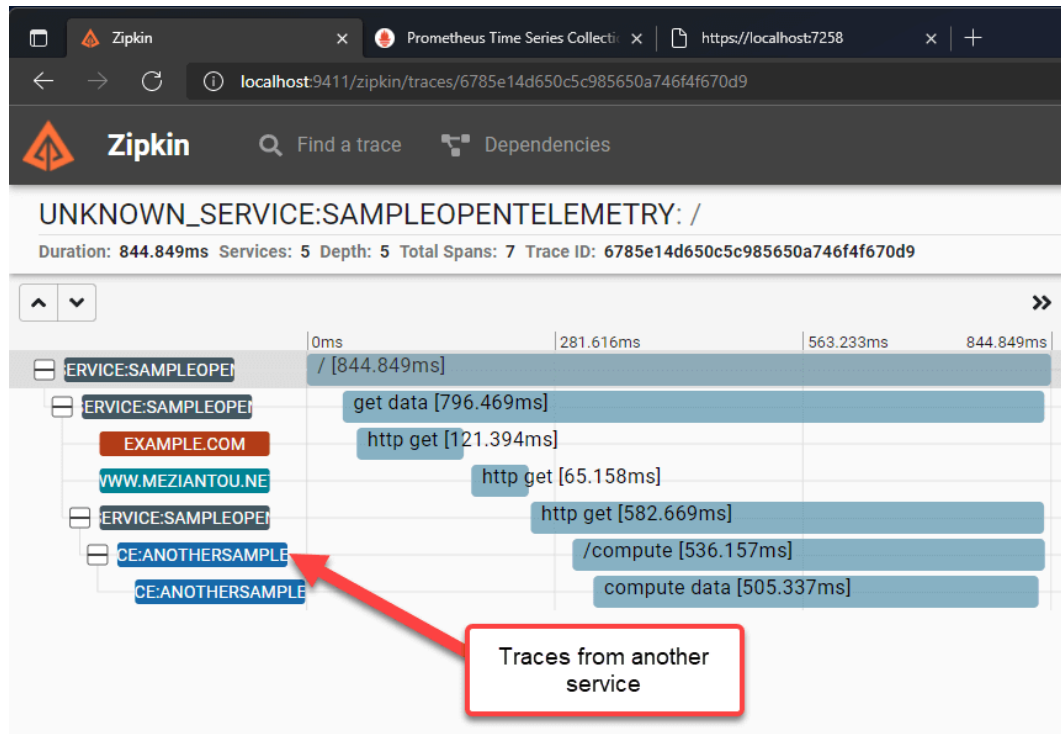 Zipkin
Prometheus Time Series Collectio
https://localhost:7258
localhost:9411/zipkin/traces/6785e14d650c5c985650a746f4f670d9
Zipkin Find a trace Dependencies
UNKNOWN_SERVICE:SAMPLEOPENTELEMETRY: /
Duration: 844.849ms Services: 5 Depth: 5 Total Spans: 7 Trace ID: 6785e14d650c5c985650a746f4f670d9
0ms 281.616ms 563.233ms 844.849ms
ERVICE:SAMPLEOPEN / [844.849ms]
ERVICE:SAMPLEOPEN get data [796.469ms]
EXAMPLE.COM http get [121.394ms]
WWW.MEZIANTOU.NE http get [65.158ms]
ERVICE:SAMPLEOPEN http get [582.669ms]
CE:ANOTHERSAMPLE /compute [536.157ms]
CE:ANOTHERSAMPLE compute data [505.337ms]
Traces from another
service